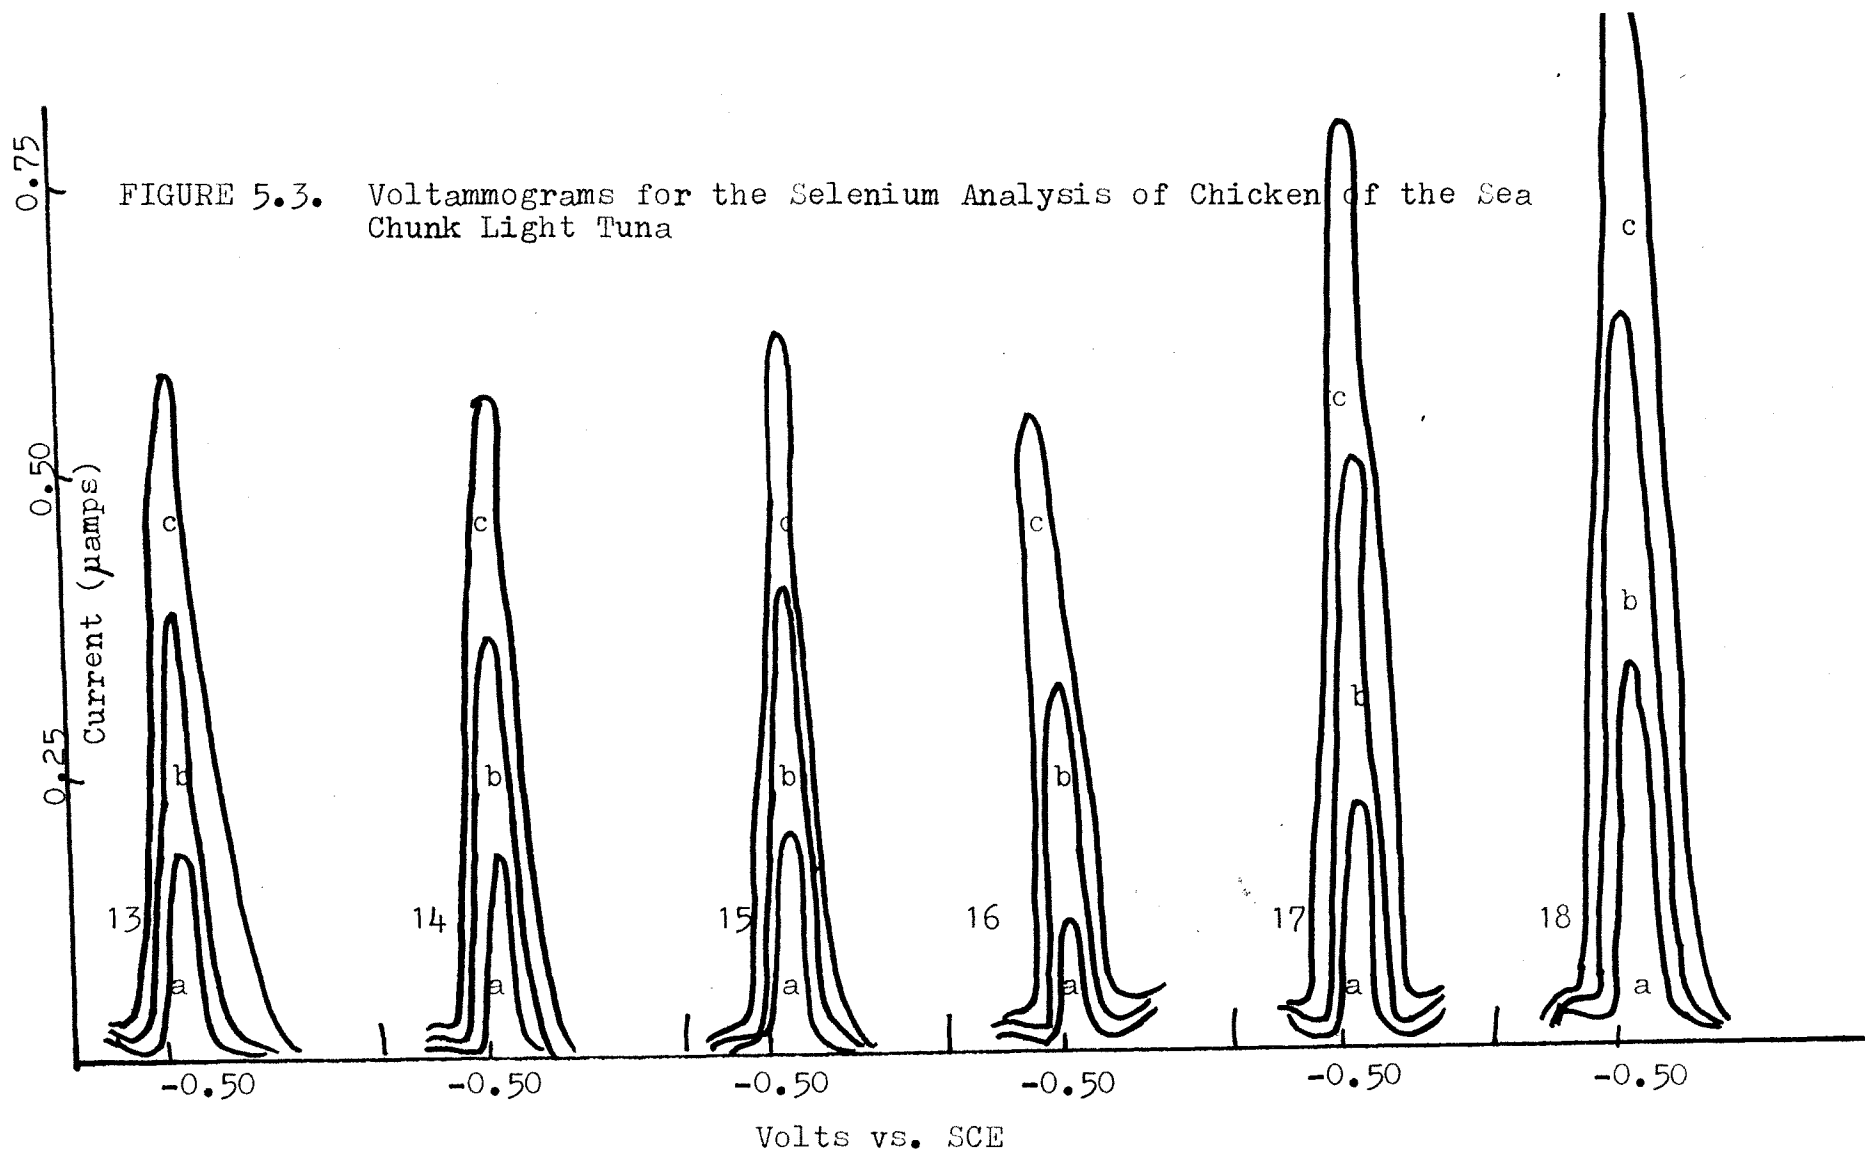 FIGURE 5.3. Voltammograms for the Selenium Analysis of Chicken of the Sea
Chunk Light Tuna
0.75
0.50
0.25
Current (µamps)
c
c
c
c
c
c
b
b
b
b
b
b
13
14
15
16
17
18
a
a
a
a
a
a
-0.50
-0.50
-0.50
-0.50
-0.50
-0.50
Volts vs. SCE